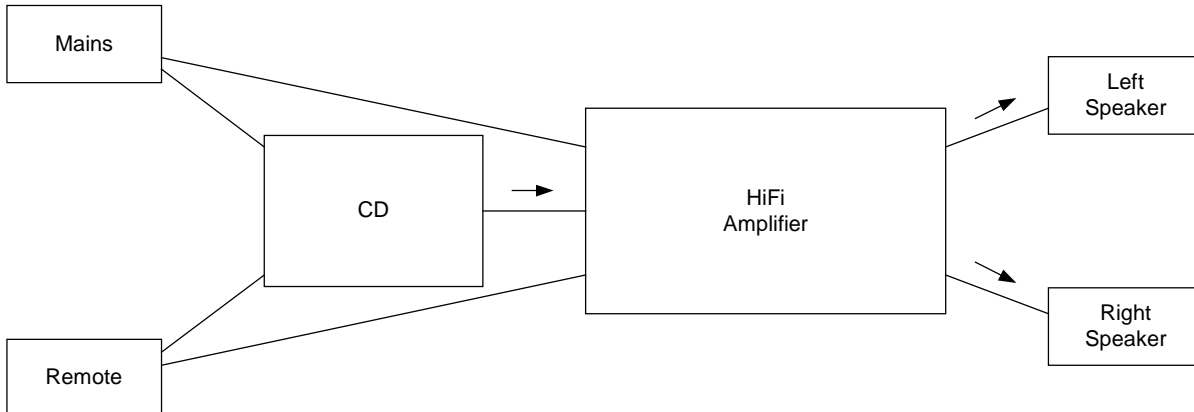 Mains
Left
Speaker
CD
HiFi
Amplifier
Right
Speaker
Remote